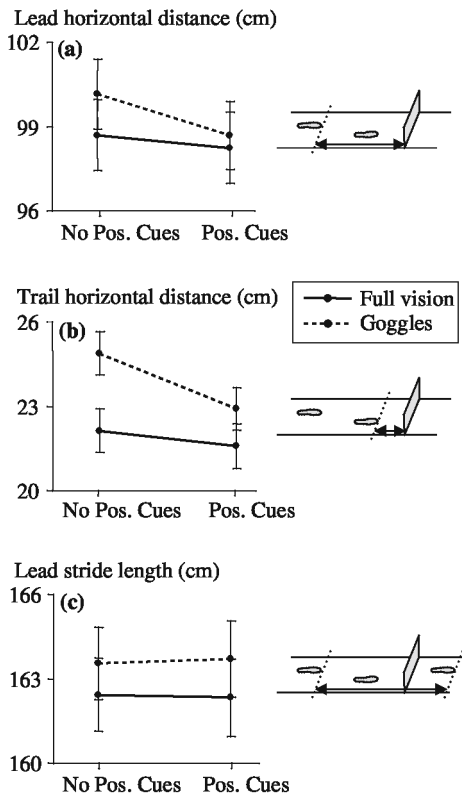 Lead horizontal distance (cm)
102
(a)
99
96
No Pos. Cues Pos. Cues
Trail horizontal distance (cm)
Full vision
Goggles
26
(b)
23
20
No Pos. Cues Pos. Cues
Lead stride length (cm)
166
(c)
163
160
No Pos. Cues Pos. Cues